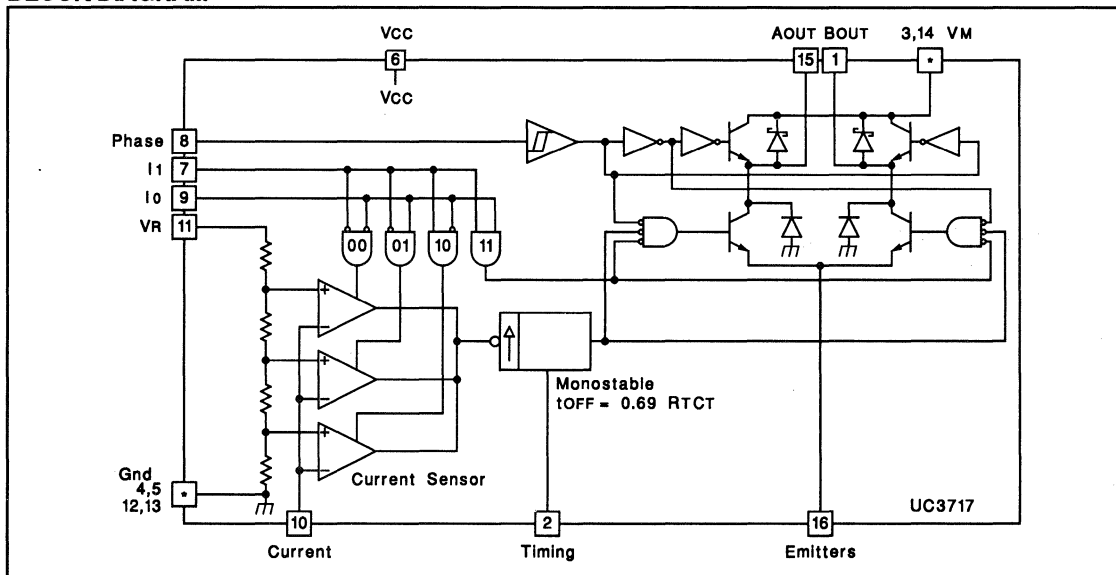 BLOCK DIAGRAM
VCC
6
VCC
AOUT BOUT
15
1
3,14 VM
*
Phase
8
I1
7
I0
9
VR
11
00
01
10
11
+
−
+
−
+
−
Monostable
tOFF = 0.69 RTCT
Current Sensor
Gnd
4,5
12,13
*
10
Current
2
Timing
16
Emitters
UC3717